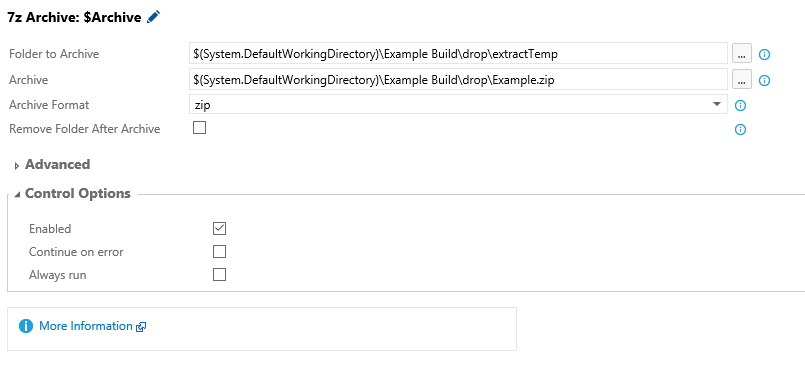 7z Archive: $Archive
Folder to Archive $(System.DefaultWorkingDirectory)\Example Build\drop\extractTemp ...
Archive $(System.DefaultWorkingDirectory)\Example Build\drop\Example.zip ...
Archive Format zip
Remove Folder After Archive
Advanced
Control Options
Enabled
Continue on error
Always run
More Information